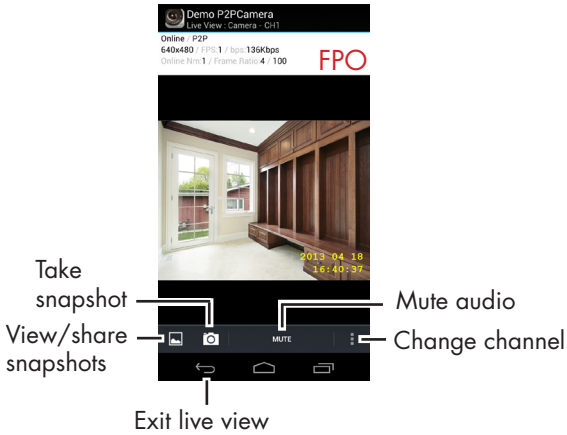 Demo P2PCamera
Live View : Camera - CH1
Online / P2P
640x480 / FPS:1 / bps:136Kbps
Online Nm:1 / Frame Ratio:4 / 100
FPO
2013 04 18
16:40:37
Take
snapshot
Mute audio
View/share
snapshots
MUTE
Change channel
Exit live view